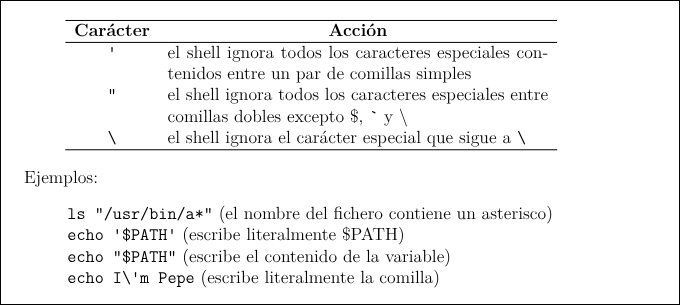 Carácter Acción
' el shell ignora todos los caracteres especiales con-
tenidos entre un par de comillas simples
" el shell ignora todos los caracteres especiales entre
comillas dobles excepto $, ` y \
\ el shell ignora el carácter especial que sigue a \
Ejemplos:
ls "/usr/bin/a*" (el nombre del fichero contiene un asterisco)
echo '$PATH' (escribe literalmente $PATH)
echo "$PATH" (escribe el contenido de la variable)
echo I\'m Pepe (escribe literalmente la comilla)